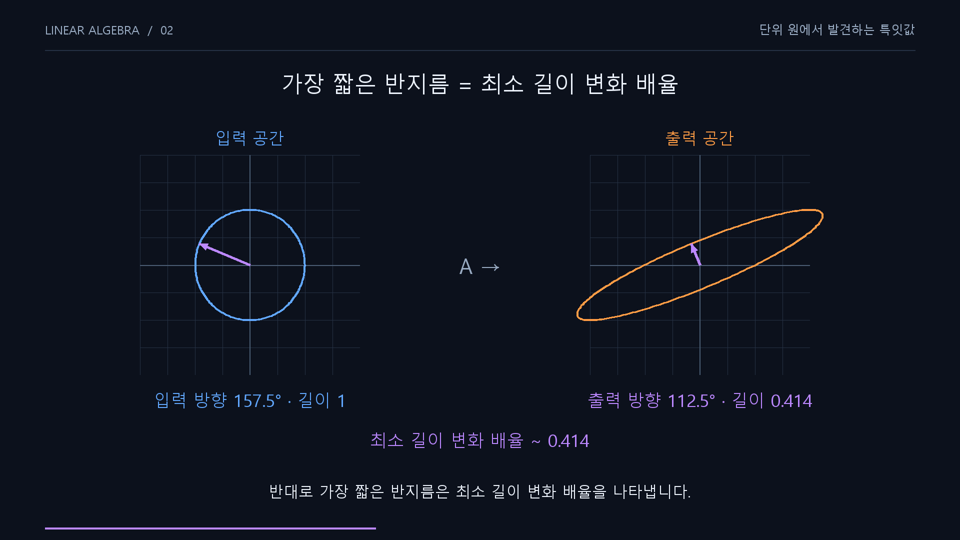 LINEAR ALGEBRA / 02
단위 원에서 발견하는 특잇값
가장 짧은 반지름 = 최소 길이 변화 배율
입력 공간
출력 공간
A →
입력 방향 157.5° · 길이 1
출력 방향 112.5° · 길이 0.414
최소 길이 변화 배율 ~ 0.414
반대로 가장 짧은 반지름은 최소 길이 변화 배율을 나타냅니다.